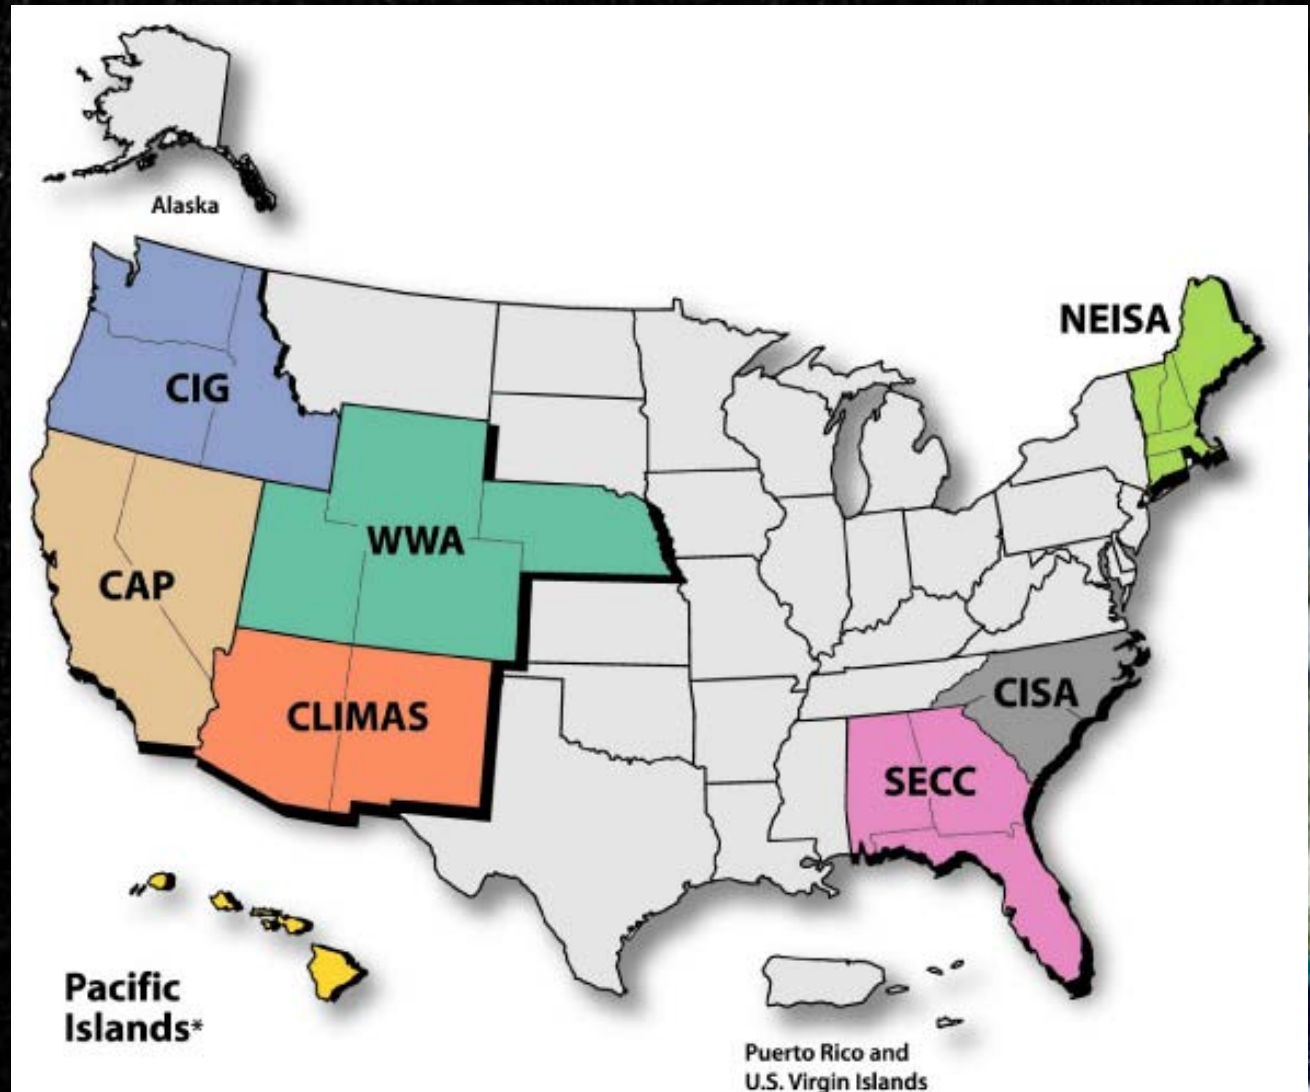 Alaska
NEISA
CIG
WWA
CAP
CISA
CLIMAS
SECC
Pacific
Islands*
Puerto Rico and
U.S. Virgin Islands